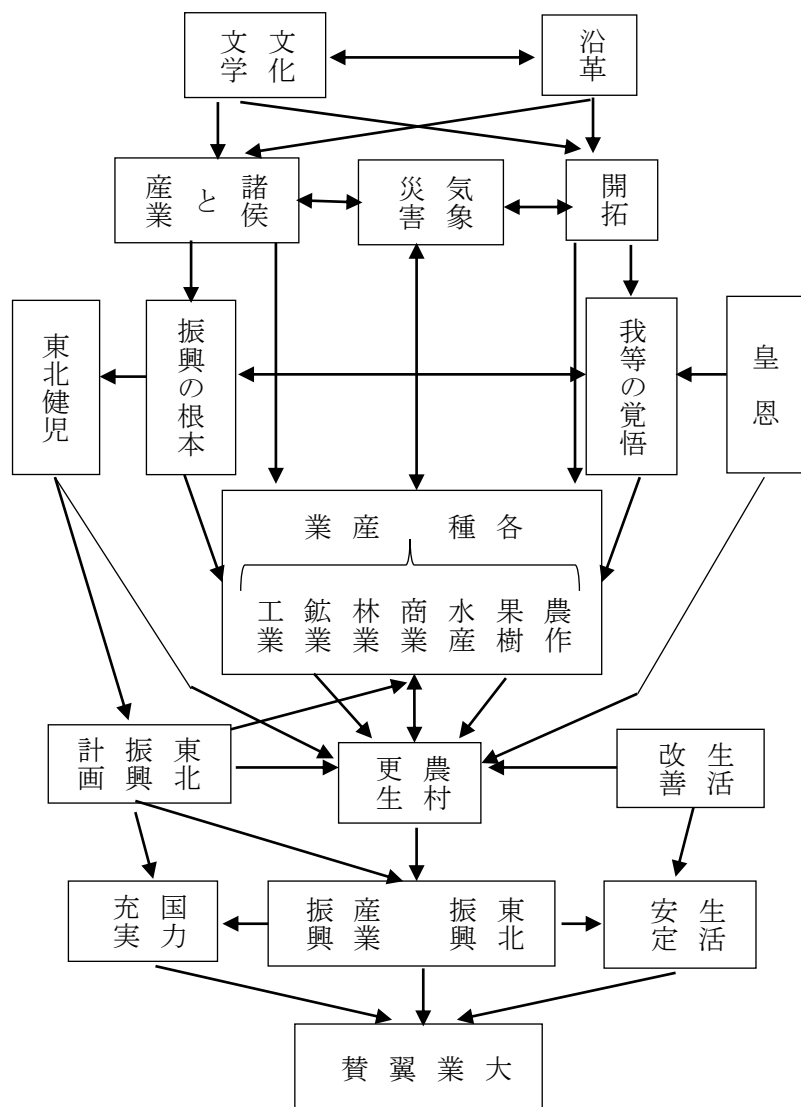 文化
文学
沿革
諸侯と産業
気象
災害
開拓
東北健児
振興の根本
我等の覚悟
皇恩
各種産業
農作
果樹
水産
商業
林業
鉱業
工業
東北振興計画
農村更生
生活改善
国力充実
東北振興
産業振興
生活安定
大業翼賛